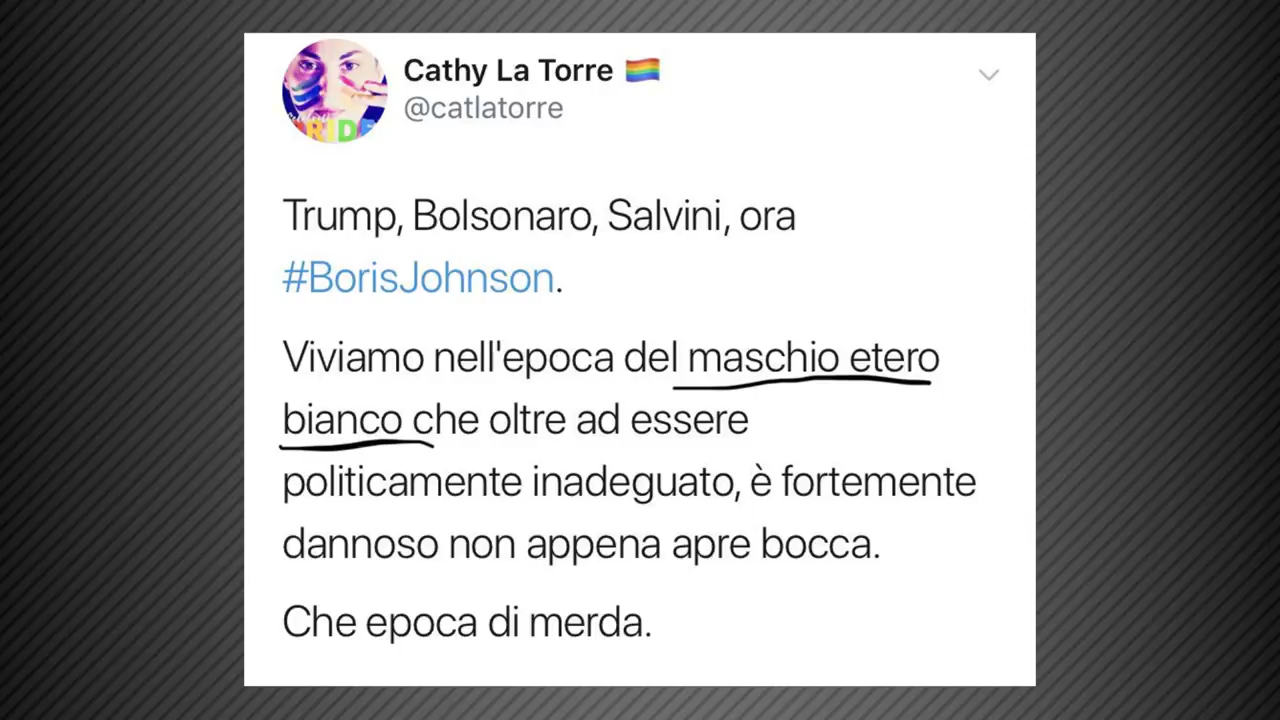 Cathy La Torre 🏳️‍🌈
@catlatorre
RIDE
Trump, Bolsonaro, Salvini, ora
#BorisJohnson.
Viviamo nell'epoca del maschio etero
bianco che oltre ad essere
politicamente inadeguato, è fortemente
dannoso non appena apre bocca.
Che epoca di merda.